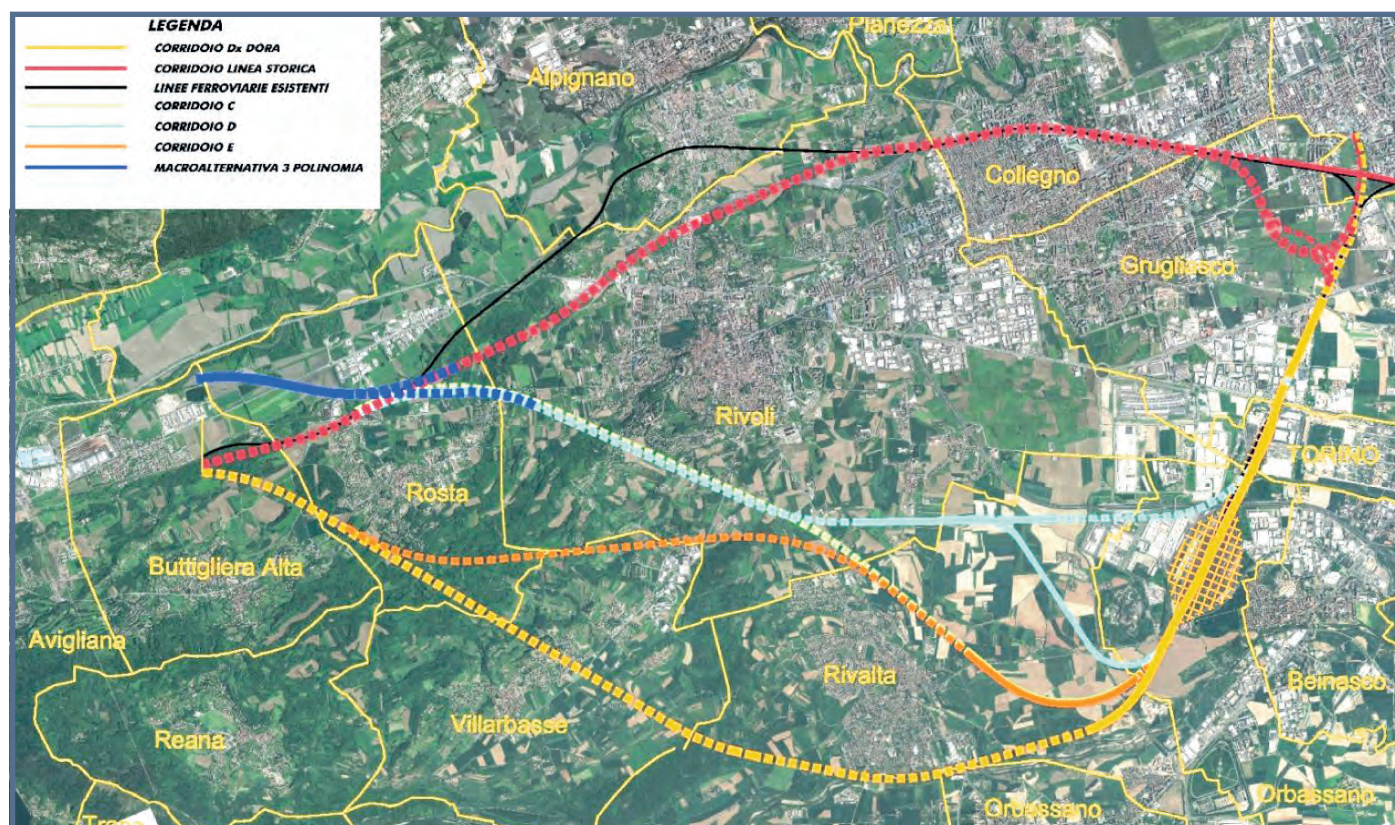 LEGENDA
CORRIDOIO Dx DORA
CORRIDOIO LINEA STORICA
LINEE FERROVIARIE ESISTENTI
CORRIDOIO C
CORRIDOIO D
CORRIDOIO E
MACROALTERNATIVA 3 POLINOMIA
Pianezza
Alpignano
Collegno
Grugliasco
Rivoli
TORINO
Rosta
Buttigliera Alta
Avigliana
Rivalta
Beinasco
Villarbasse
Reana
Orbassano
Orbassano
Trana